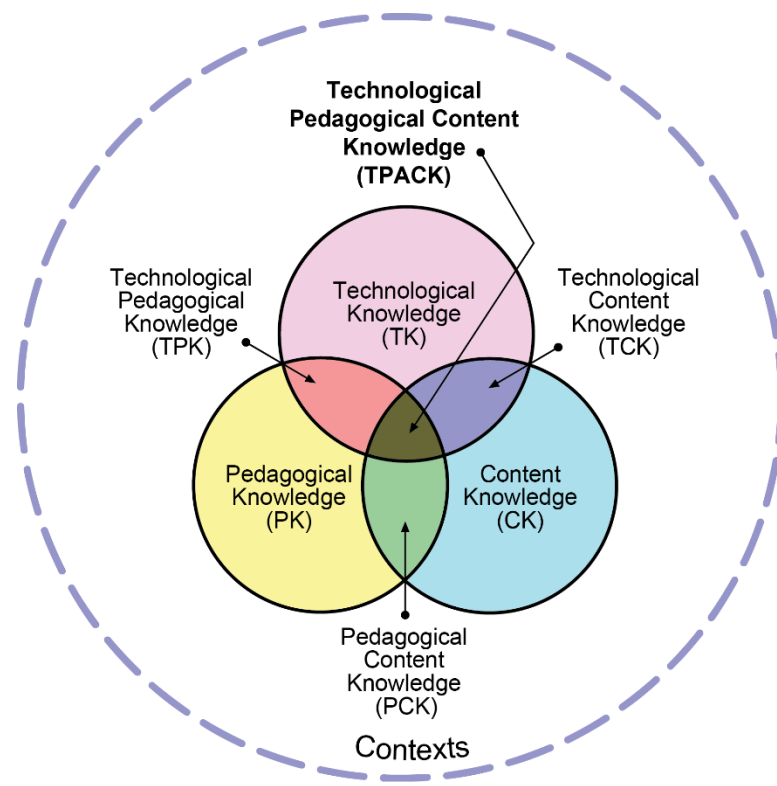 Technological
Pedagogical Content
Knowledge
(TPACK)
Technological
Pedagogical
Knowledge
(TPK)
Technological
Knowledge
(TK)
Technological
Content
Knowledge
(TCK)
Pedagogical
Knowledge
(PK)
Content
Knowledge
(CK)
Pedagogical
Content
Knowledge
(PCK)
Contexts